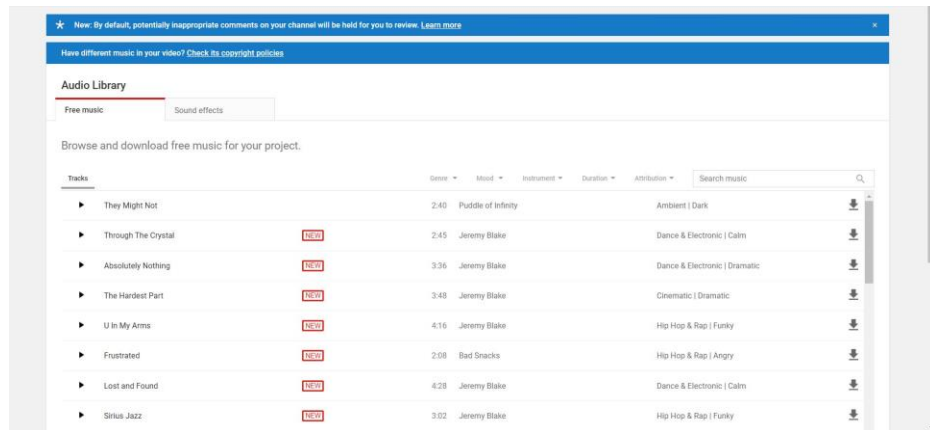 New: By default, potentially inappropriate comments on your channel will be held for you to review. Learn more
Have different music in your video? Check its copyright policies
Audio Library
Free music Sound effects
Browse and download free music for your project.
Tracks Genre Mood Instrument Duration Attribution Search music
They Might Not 2:40 Puddle of Infinity Ambient | Dark
Through The Crystal NEW 2:45 Jeremy Blake Dance & Electronic | Calm
Absolutely Nothing NEW 3:36 Jeremy Blake Dance & Electronic | Dramatic
The Hardest Part NEW 3:48 Jeremy Blake Cinematic | Dramatic
U In My Arms NEW 4:16 Jeremy Blake Hip Hop & Rap | Funky
Frustrated NEW 2:08 Bad Snacks Hip Hop & Rap | Angry
Lost and Found NEW 4:28 Jeremy Blake Dance & Electronic | Calm
Sirius Jazz NEW 3:02 Jeremy Blake Hip Hop & Rap | Funky